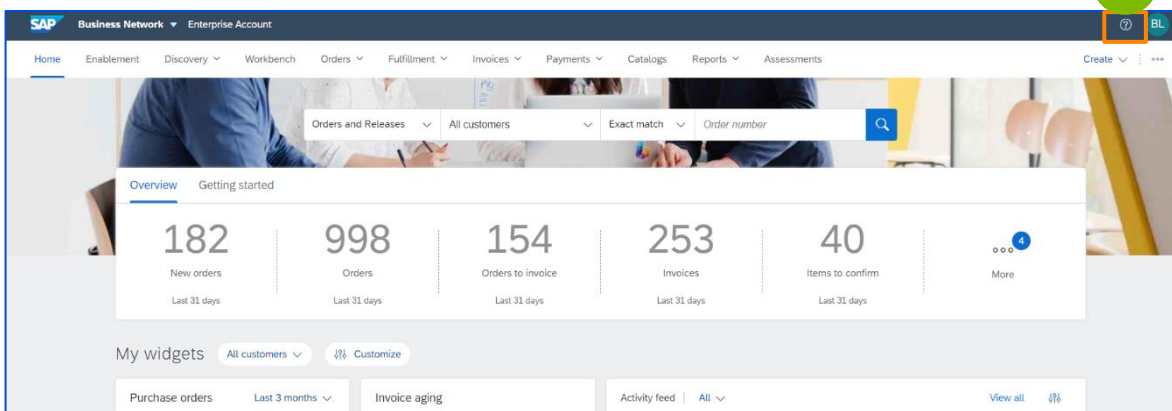 SAP Business Network Enterprise Account ? BL
Home Enablement Discovery Workbench Orders Fulfillment Invoices Payments Catalogs Reports Assessments Create
Orders and Releases All customers Exact match Order number
Overview Getting started
182 998 154 253 40 4
New orders Orders Orders to invoice Invoices Items to confirm More
Last 31 days Last 31 days Last 31 days Last 31 days Last 31 days
My widgets All customers Customize
Purchase orders Last 3 months Invoice aging Activity feed All View all